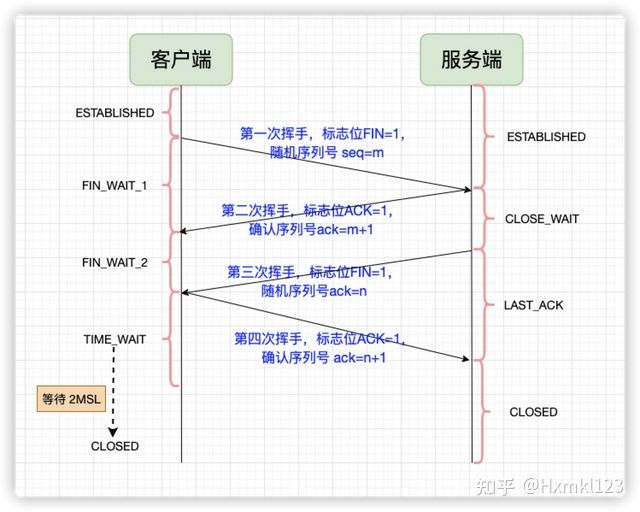 客户端
服务端
ESTABLISHED
第一次挥手，标志位FIN=1，
随机序列号 seq=m
ESTABLISHED
FIN_WAIT_1
第二次挥手，标志位ACK=1，
确认序列号ack=m+1
CLOSE_WAIT
FIN_WAIT_2
第三次挥手，标志位FIN=1，
随机序列号ack=n
LAST_ACK
TIME_WAIT
第四次挥手，标志位ACK=1，
确认序列号 ack=n+1
等待 2MSL
CLOSED
CLOSED
知乎 @Hxmkl123